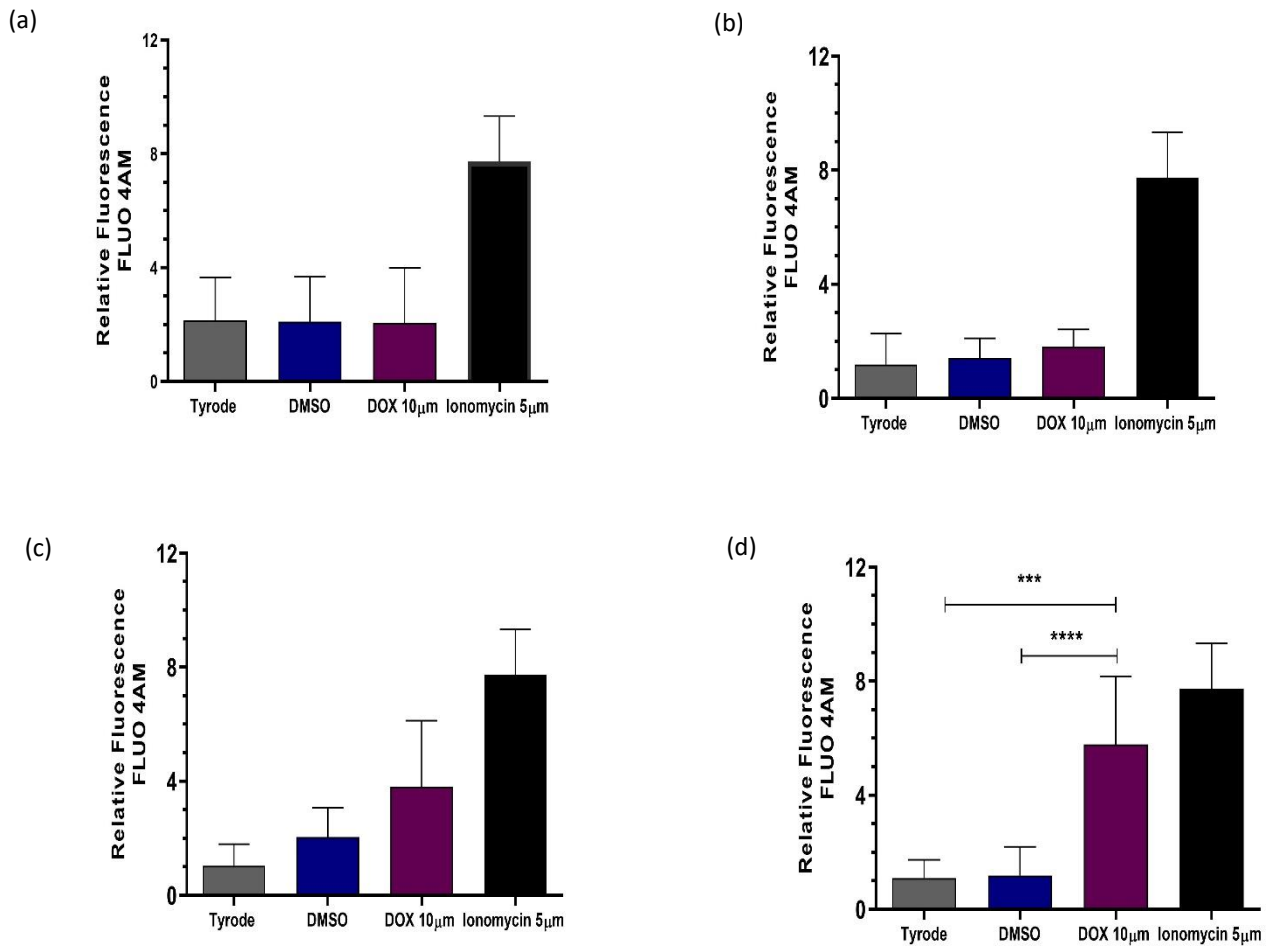 (a)
12
8
4
0
Relative Fluorescence
FLUO 4AM
Tyrode DMSO DOX 10μm Ionomycin 5μm
(b)
12
8
4
0
Relative Fluorescence
FLUO 4AM
Tyrode DMSO DOX 10μm Ionomycin 5μm
(c)
12
8
4
0
Relative Fluorescence
FLUO 4AM
Tyrode DMSO DOX 10μm Ionomycin 5μm
(d)
12
8
4
0
Relative Fluorescence
FLUO 4AM
***
****
Tyrode DMSO DOX 10μm Ionomycin 5μm